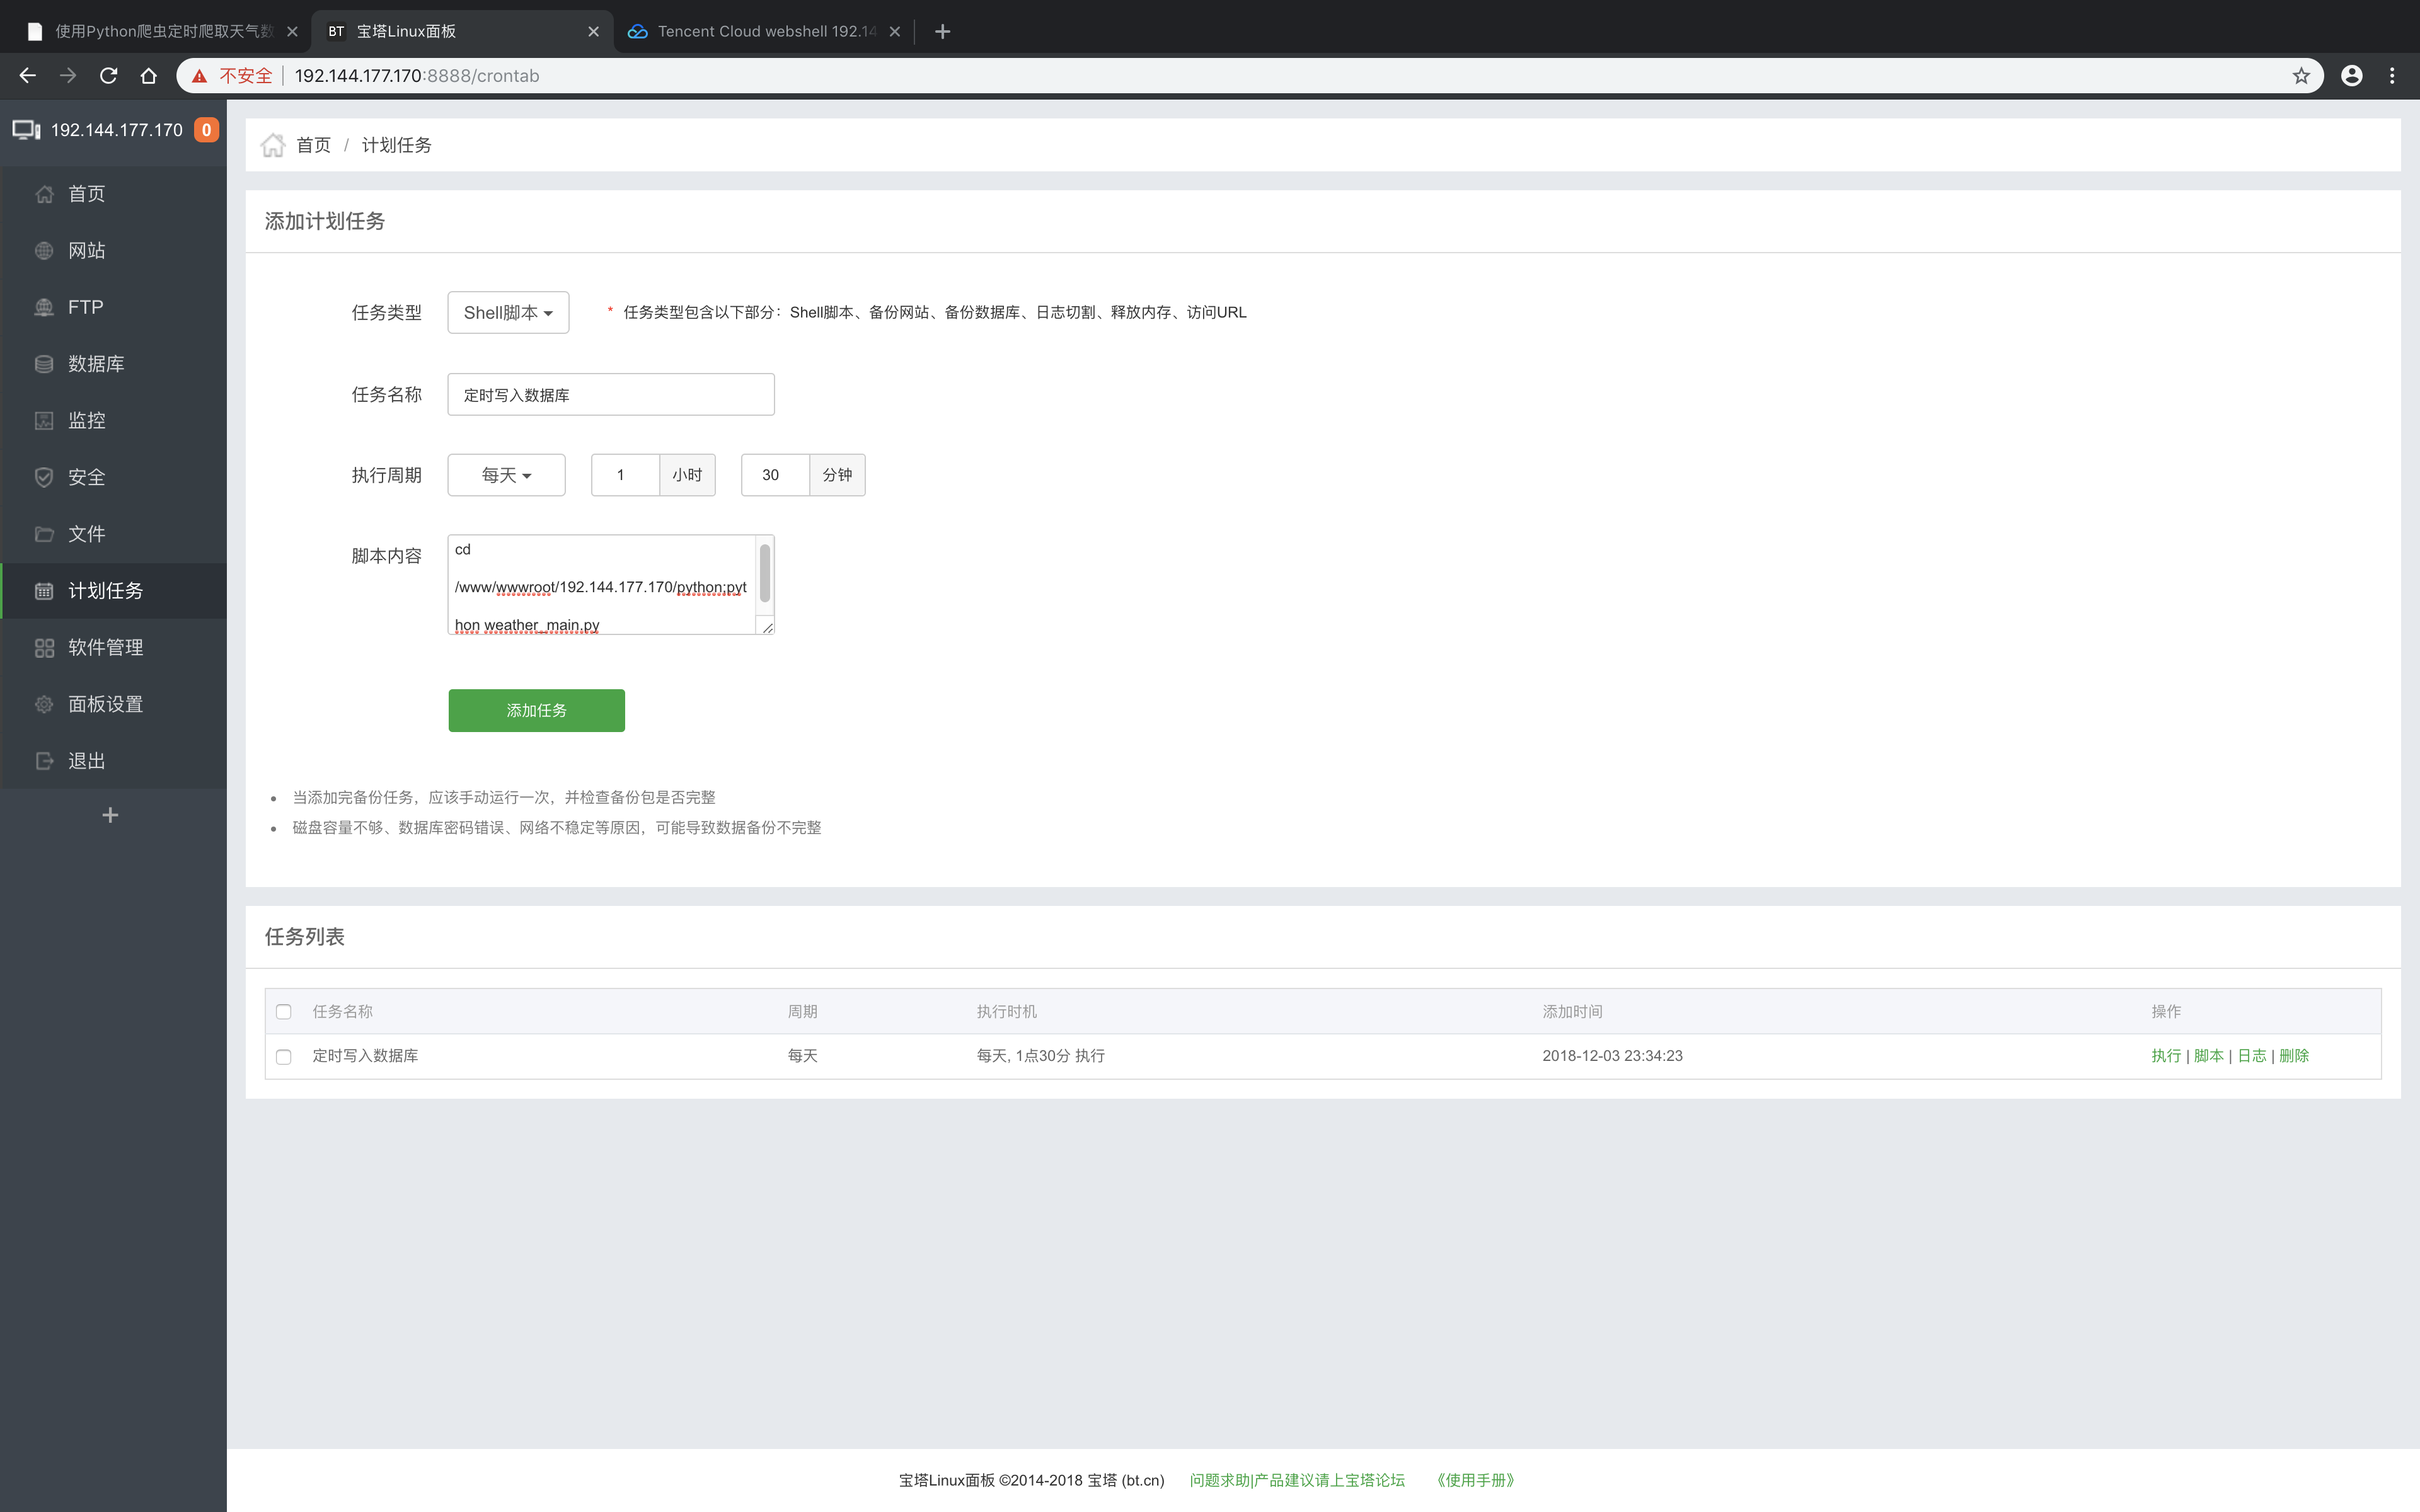 使用Python爬虫定时爬取天气数
BT 宝塔Linux面板
Tencent Cloud webshell 192.14
不安全 192.144.177.170:8888/crontab
192.144.177.170 0
首页
网站
FTP
数据库
监控
安全
文件
计划任务
软件管理
面板设置
退出
首页 / 计划任务
添加计划任务
任务类型 Shell脚本 * 任务类型包含以下部分：Shell脚本、备份网站、备份数据库、日志切割、释放内存、访问URL
任务名称 定时写入数据库
执行周期 每天 1 小时 30 分钟
脚本内容 cd
/www/wwwroot/192.144.177.170/python;pyt
hon weather_main.py
添加任务
当添加完备份任务，应该手动运行一次，并检查备份包是否完整
磁盘容量不够、数据库密码错误、网络不稳定等原因，可能导致数据备份不完整
任务列表
任务名称 周期 执行时机 添加时间 操作
定时写入数据库 每天 每天, 1点30分 执行 2018-12-03 23:34:23 执行 | 脚本 | 日志 | 删除
宝塔Linux面板 ©2014-2018 宝塔 (bt.cn) 问题求助|产品建议请上宝塔论坛 《使用手册》